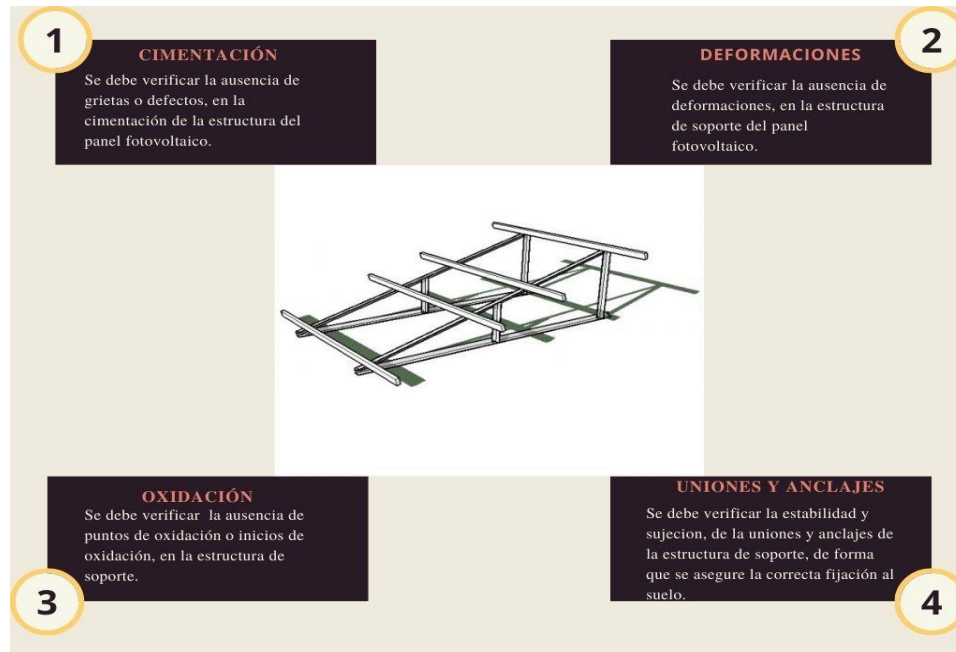 1
CIMENTACIÓN
Se debe verificar la ausencia de
grietas o defectos, en la
cimentación de la estructura del
panel fotovoltaico.
2
DEFORMACIONES
Se debe verificar la ausencia de
deformaciones, en la estructura
de soporte del panel
fotovoltaico.
3
OXIDACIÓN
Se debe verificar  la ausencia de
puntos de oxidación o inicios de
oxidación, en la estructura de
soporte.
4
UNIONES Y ANCLAJES
Se debe verificar la estabilidad y
sujecion, de la uniones y anclajes de
la estructura de soporte, de forma
que se asegure la correcta fijación al
suelo.